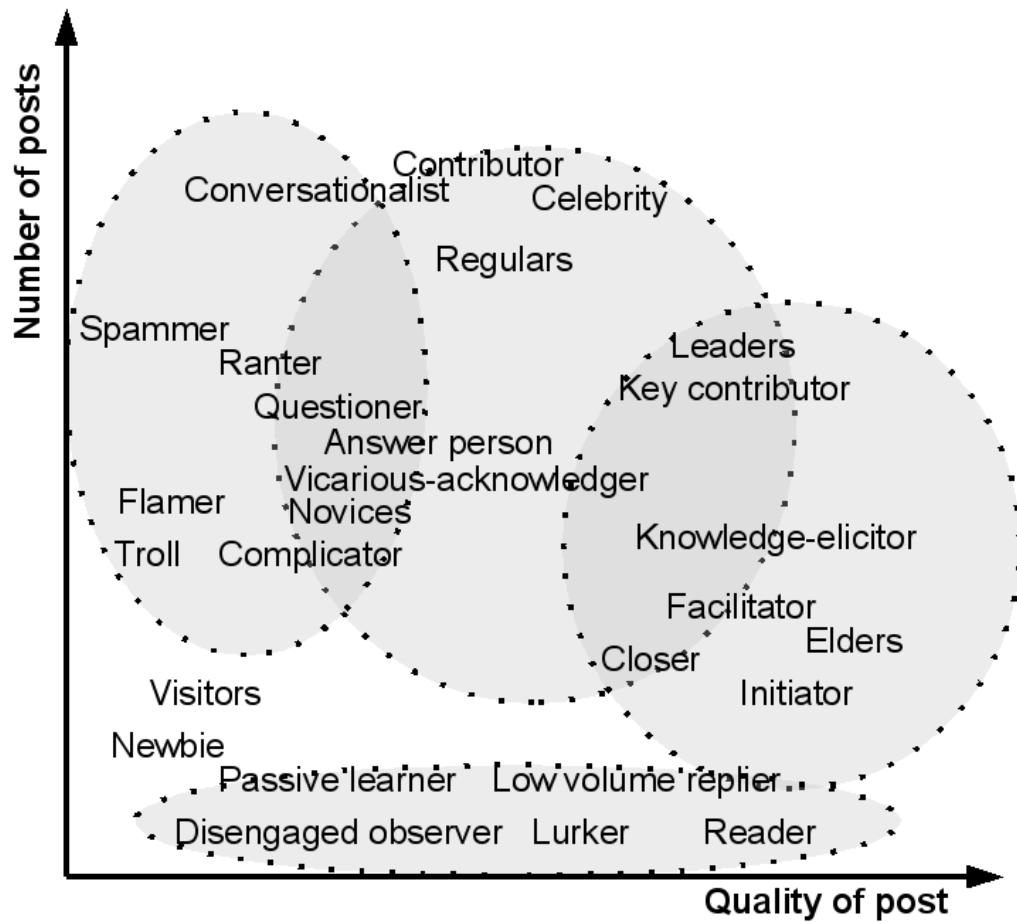 Number of posts
Contributor
Conversationalist
Celebrity
Regulars
Spammer
Leaders
Ranter
Key contributor
Questioner
Answer person
Vicarious-acknowledger
Flamer
Novices
Knowledge-elicitor
Troll
Complicator
Facilitator
Elders
Closer
Visitors
Initiator
Newbie
Passive learner
Low volume replier
Disengaged observer
Lurker
Reader
Quality of post